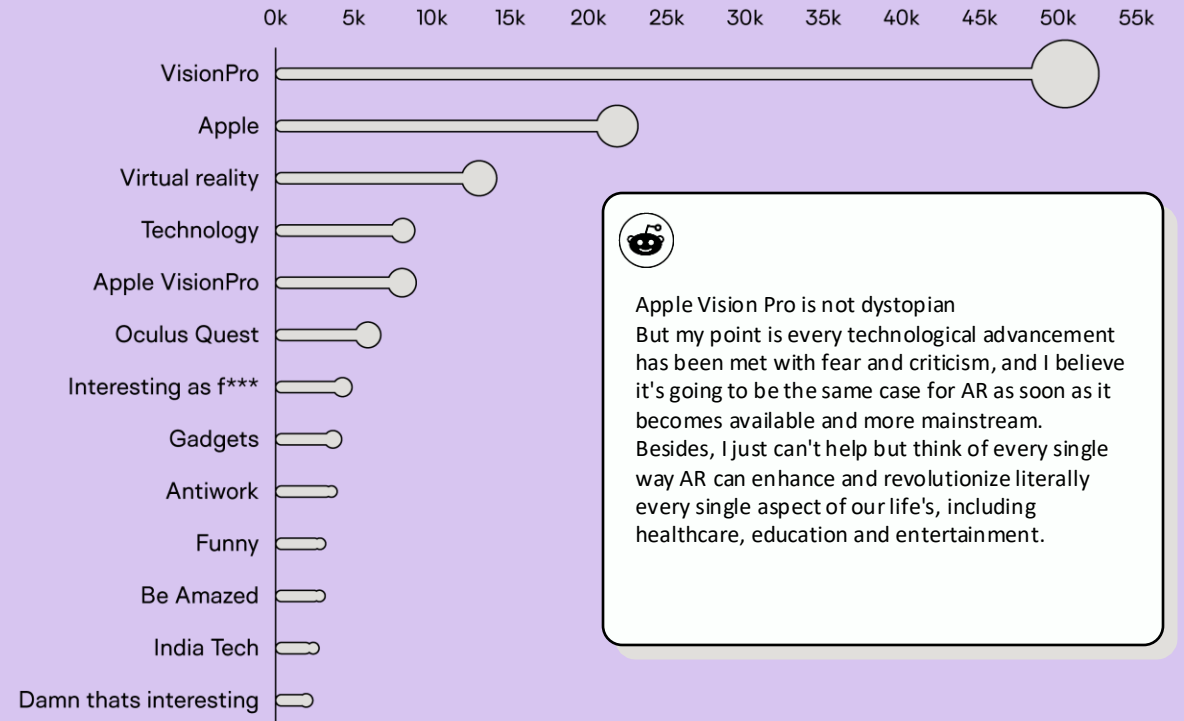 0k 5k 10k 15k 20k 25k 30k 35k 40k 45k 50k 55k
VisionPro
Apple
Virtual reality
Technology
Apple VisionPro
Oculus Quest
Interesting as f***
Gadgets
Antiwork
Funny
Be Amazed
India Tech
Damn thats interesting
Apple Vision Pro is not dystopian
But my point is every technological advancement
has been met with fear and criticism, and I believe
it's going to be the same case for AR as soon as it
becomes available and more mainstream.
Besides, I just can't help but think of every single
way AR can enhance and revolutionize literally
every single aspect of our life's, including
healthcare, education and entertainment.